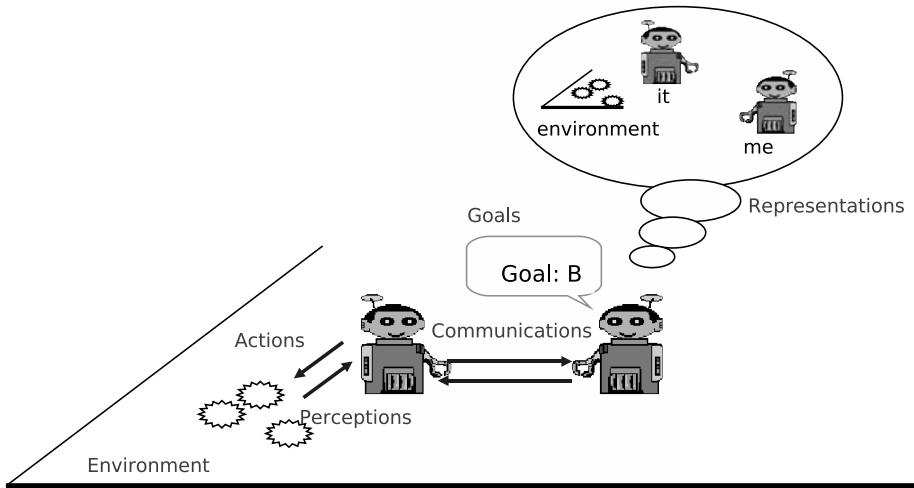 it
environment
me
Representations
Goals
Goal: B
Communications
Actions
Perceptions
Environment